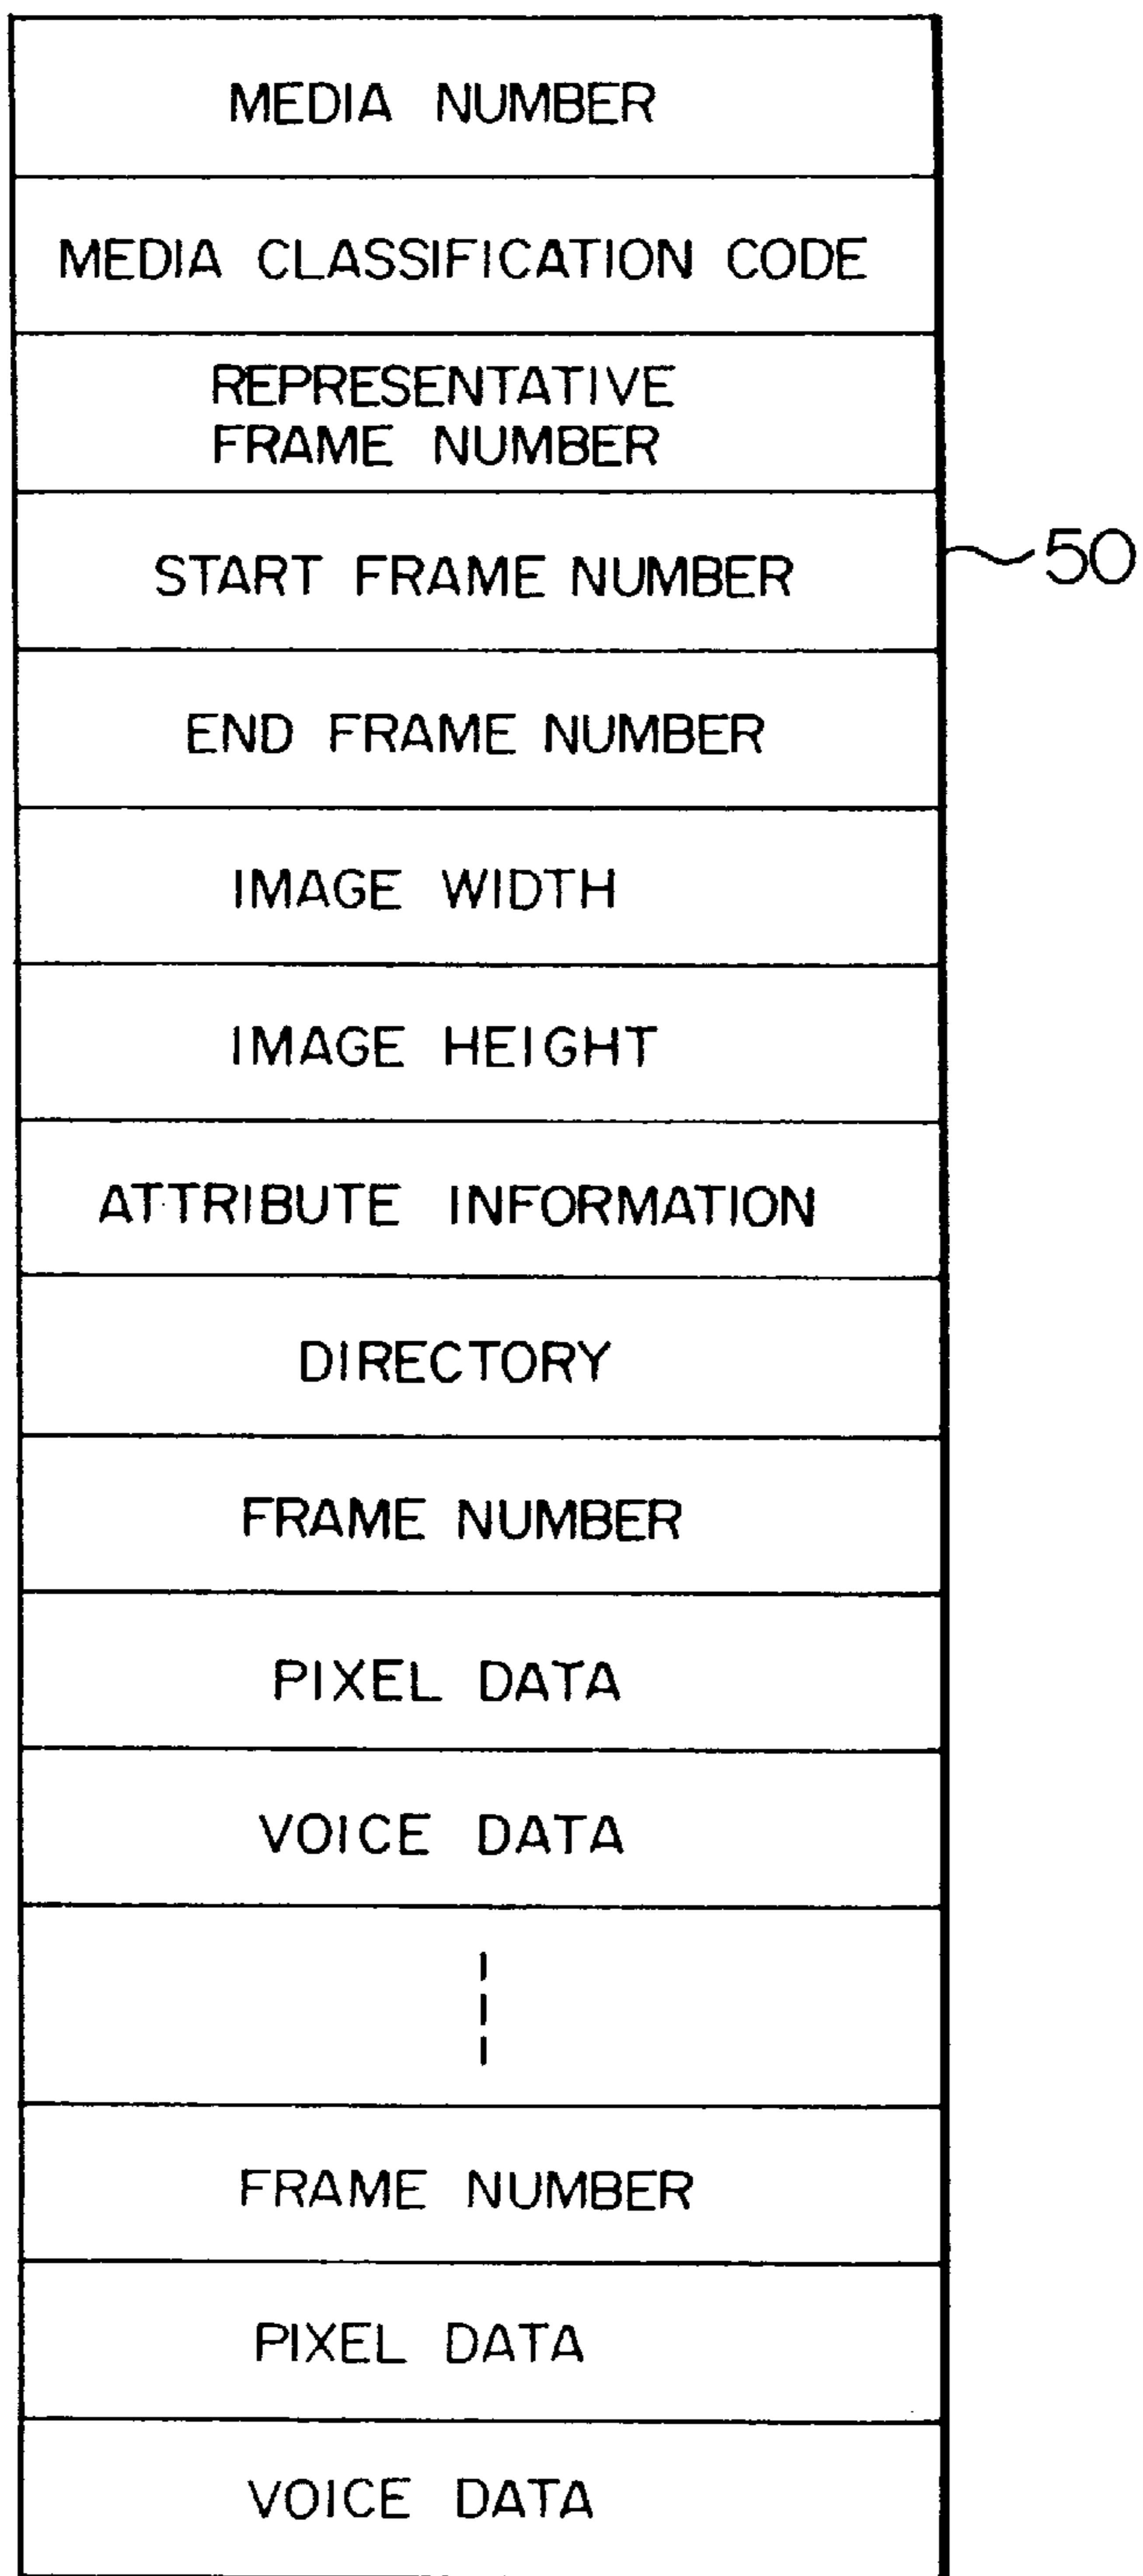 MEDIA NUMBER
MEDIA CLASSIFICATION CODE
REPRESENTATIVE
FRAME NUMBER
START FRAME NUMBER
50
END FRAME NUMBER
IMAGE WIDTH
IMAGE HEIGHT
ATTRIBUTE INFORMATION
DIRECTORY
FRAME NUMBER
PIXEL DATA
VOICE DATA
FRAME NUMBER
PIXEL DATA
VOICE DATA